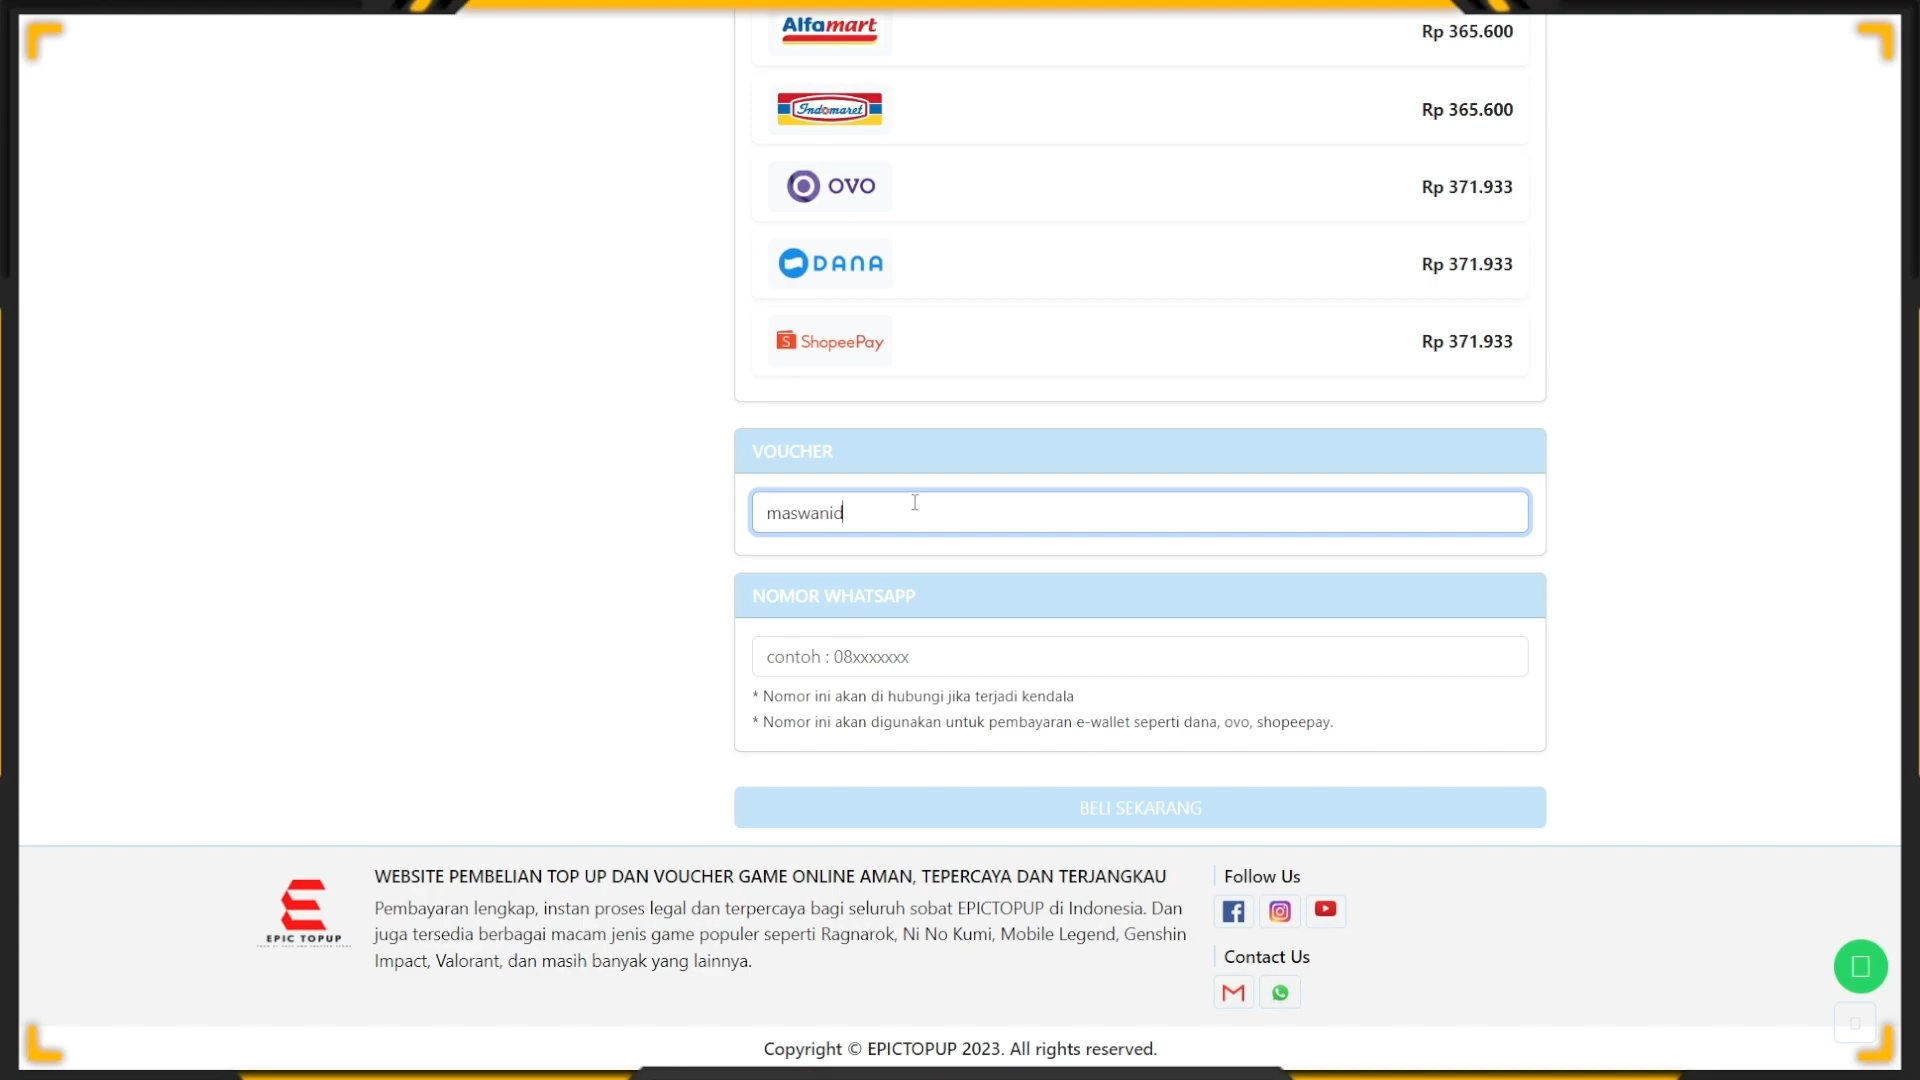 Alfamart
Rp 365.600
Indomaret
Rp 365.600
OVO
Rp 371.933
DANA
Rp 371.933
S ShopeePay
Rp 371.933
VOUCHER
maswanid
NOMOR WHATSAPP
contoh : 08xxxxxxx
* Nomor ini akan di hubungi jika terjadi kendala
* Nomor ini akan digunakan untuk pembayaran e-wallet seperti dana, ovo, shopeepay.
BELI SEKARANG
EPIC TOPUP
WEBSITE PEMBELIAN TOP UP DAN VOUCHER GAME ONLINE AMAN, TEPERCAYA DAN TERJANGKAU
Pembayaran lengkap, instan proses legal dan terpercaya bagi seluruh sobat EPICTOPUP di Indonesia. Dan
juga tersedia berbagai macam jenis game populer seperti Ragnarok, Ni No Kumi, Mobile Legend, Genshin
Impact, Valorant, dan masih banyak yang lainnya.
Follow Us
Contact Us
Copyright © EPICTOPUP 2023. All rights reserved.